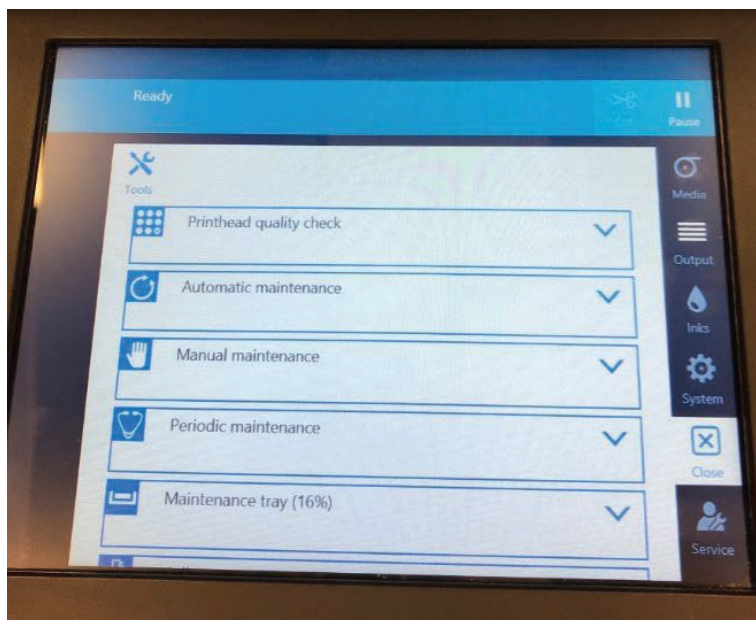 Ready
Cut
Pause
Tools
Media
Printhead quality check
Output
Automatic maintenance
Inks
Manual maintenance
System
Periodic maintenance
Close
Maintenance tray (16%)
Service